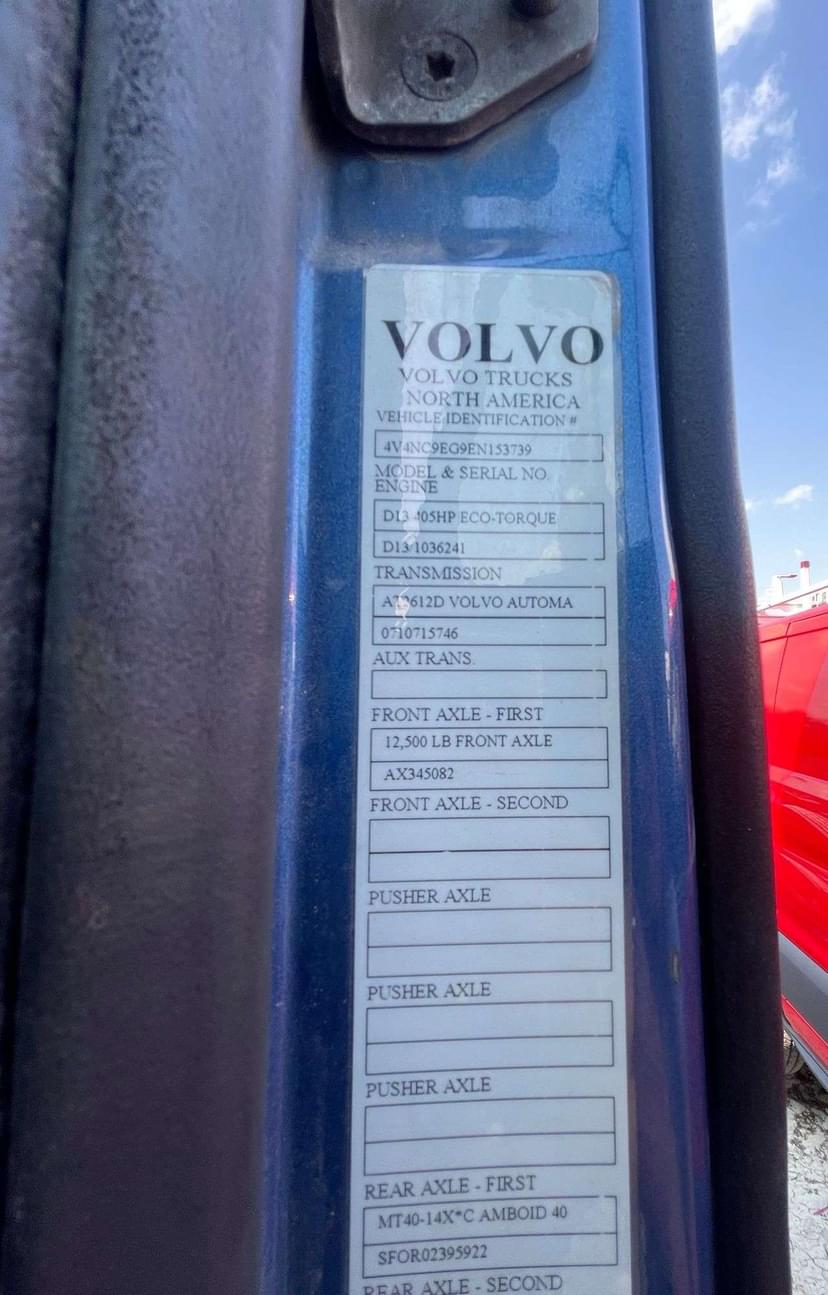 VOLVO
VOLVO TRUCKS
NORTH AMERICA
VEHICLE IDENTIFICATION #
4V4NC9EG9EN153739
MODEL & SERIAL NO.
ENGINE
D13 405HP ECO-TORQUE
D13 1036241
TRANSMISSION
VOLVO AUTOMA
0710715746
AUX TRANS.
FRONT AXLE - FIRST
12,500 LB FRONT AXLE
AX345082
FRONT AXLE - SECOND
PUSHER AXLE
PUSHER AXLE
PUSHER AXLE
REAR AXLE - FIRST
MT40-14X*C AMBOID 40
SFOR02395922
REAR AXLE - SECOND